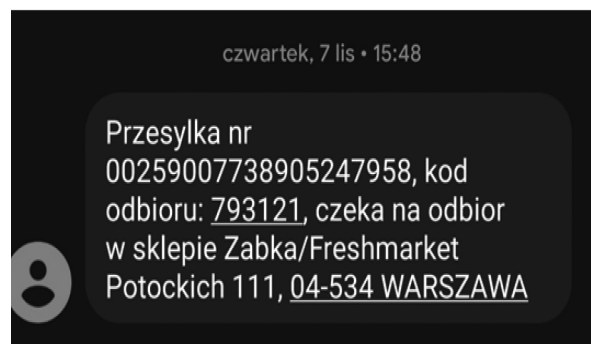 czwartek, 7 lis • 15:48
Przesylka nr
00259007738905247958, kod
odbioru: 793121, czeka na odbior
w sklepie Zabka/Freshmarket
Potockich 111, 04-534 WARSZAWA